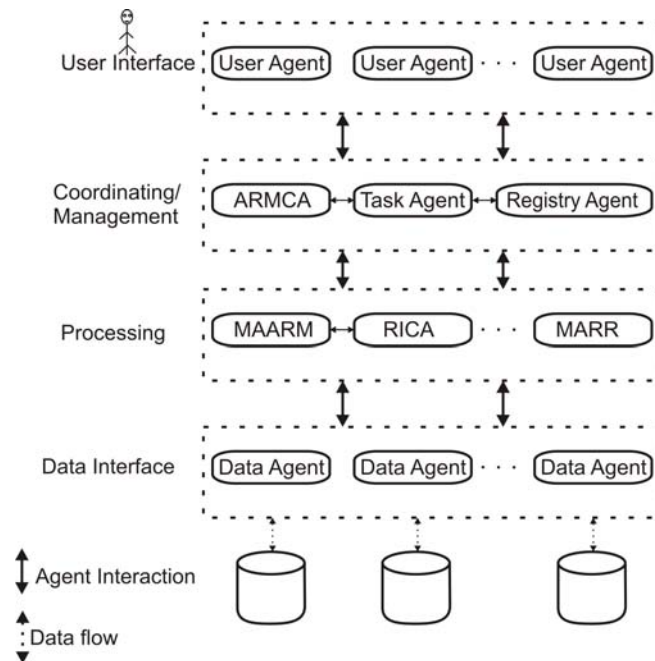 User Interface
User Agent User Agent · · · User Agent
Coordinating/
Management
ARMCA Task Agent Registry Agent
Processing
MAARM RICA · · · MARR
Data Interface
Data Agent Data Agent · · · Data Agent
Agent Interaction
Data flow